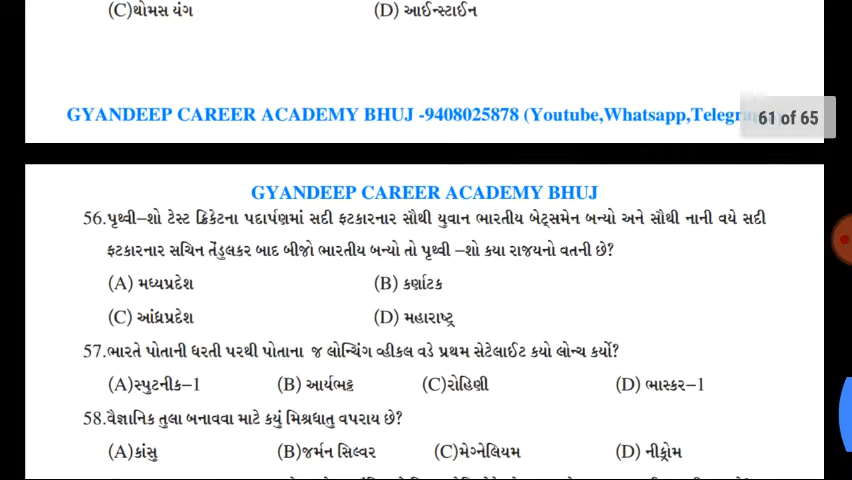 (C)થોમસ યંગ (D) આઈન્સ્ટાઈન
GYANDEEP CAREER ACADEMY BHUJ -9408025878 (Youtube,Whatsapp,Telegra
61 of 65
GYANDEEP CAREER ACADEMY BHUJ
56.પૃથ્વી–શો ટેસ્ટ ક્રિકેટના પદાર્પણમાં સદી ફટકારનાર સૌથી યુવાન ભારતીય બેટ્સમેન બન્યો અને સૌથી નાની વયે સદી
ફટકારનાર સચિન તેંડુલકર બાદ બીજો ભારતીય બન્યો તો પૃથ્વી –શો કયા રાજયનો વતની છે?
(A) મધ્યપ્રદેશ (B) કર્ણાટક
(C) આંધ્રપ્રદેશ (D) મહારાષ્ટ્ર
57.ભારતે પોતાની ધરતી પરથી પોતાના જ લોન્ચિંગ વ્હીકલ વડે પ્રથમ સેટેલાઈટ કયો લોન્ચ કર્યો?
(A)સ્પુટનીક–1 (B) આર્યભટ્ટ (C)રોહિણી (D) ભાસ્કર–1
58.વૈજ્ઞાનિક તુલા બનાવવા માટે કયું મિશ્રધાતુ વપરાય છે?
(A)કાંસુ (B)જર્મન સિલ્વર (C)મેગ્નેલિયમ (D) નીક્રોમ